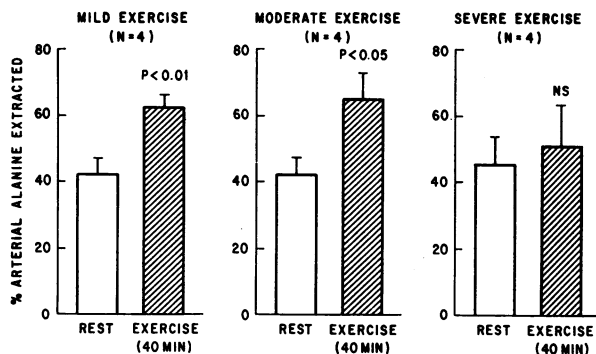 MILD EXERCISE
(N=4)
MODERATE EXERCISE
(N=4)
SEVERE EXERCISE
(N=4)
% ARTERIAL ALANINE EXTRACTED
80
60
40
20
0
P<0.01
REST
EXERCISE
(40 MIN)
80
60
40
20
0
P<0.05
REST
EXERCISE
(40 MIN)
80
60
40
20
0
NS
REST
EXERCISE
(40 MIN)